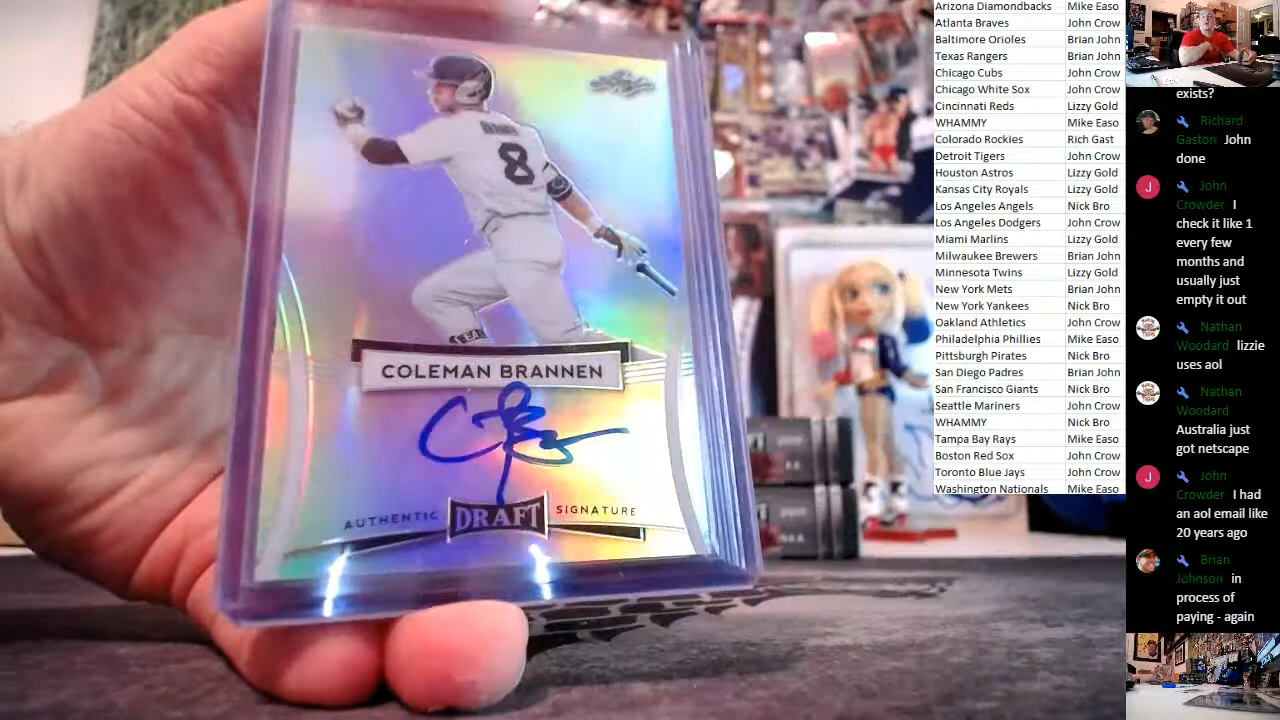 8
COLEMAN BRANNEN
AUTHENTIC DRAFT SIGNATURE
Arizona Diamondbacks Mike Easo
Atlanta Braves John Crow
Baltimore Orioles Brian John
Texas Rangers Brian John
Chicago Cubs John Crow
Chicago White Sox John Crow
Cincinnati Reds Lizzy Gold
WHAMMY Mike Easo
Colorado Rockies Rich Gast
Detroit Tigers John Crow
Houston Astros Lizzy Gold
Kansas City Royals Lizzy Gold
Los Angeles Angels Nick Bro
Los Angeles Dodgers John Crow
Miami Marlins Lizzy Gold
Milwaukee Brewers Brian John
Minnesota Twins Lizzy Gold
New York Mets Brian John
New York Yankees Nick Bro
Oakland Athletics John Crow
Philadelphia Phillies Mike Easo
Pittsburgh Pirates Nick Bro
San Diego Padres Brian John
San Francisco Giants Nick Bro
Seattle Mariners John Crow
WHAMMY Nick Bro
Tampa Bay Rays Mike Easo
Boston Red Sox John Crow
Toronto Blue Jays John Crow
Washington Nationals Mike Easo
exists?
Richard
Gaston John
done
J
John
Crowder I
check it like 1
every few
months and
usually just
empty it out
Nathan
Woodard lizzie
uses aol
Nathan
Woodard
Australia just
got netscape
J
John
Crowder I had
an aol email like
20 years ago
Brian
Johnson in
process of
paying - again